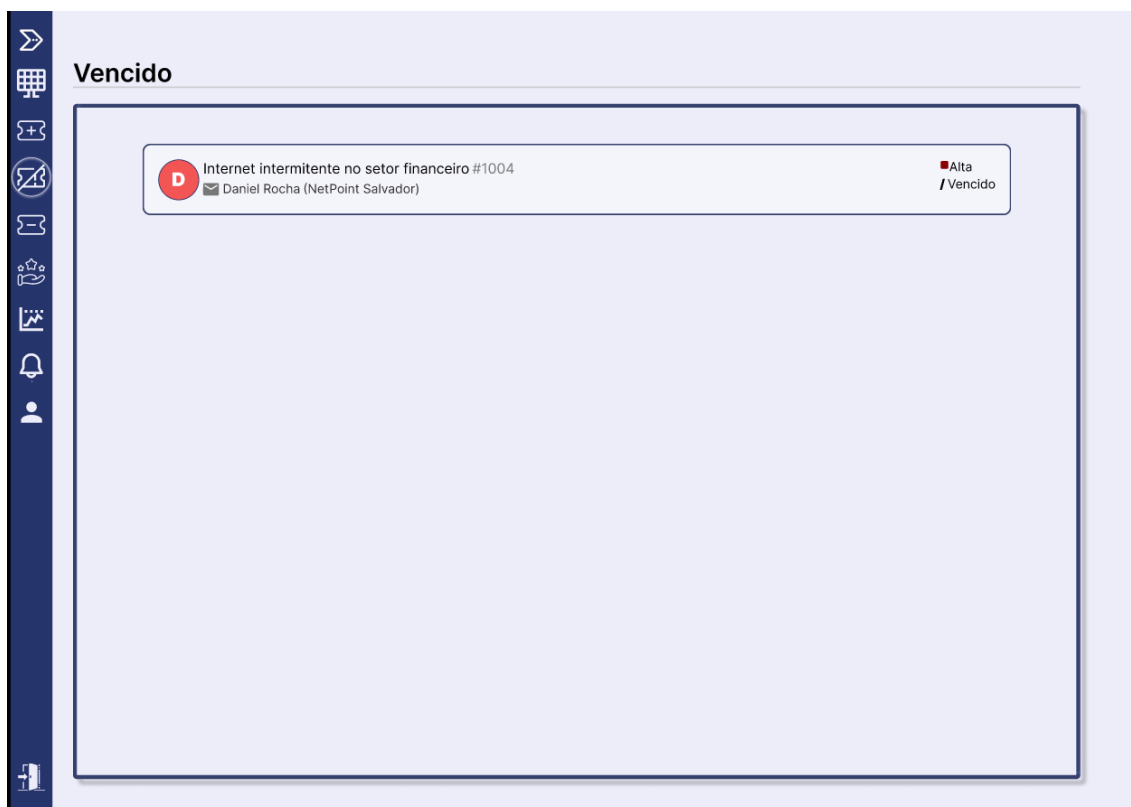 Vencido
D
Internet intermitente no setor financeiro #1004
Daniel Rocha (NetPoint Salvador)
Alta
Vencido